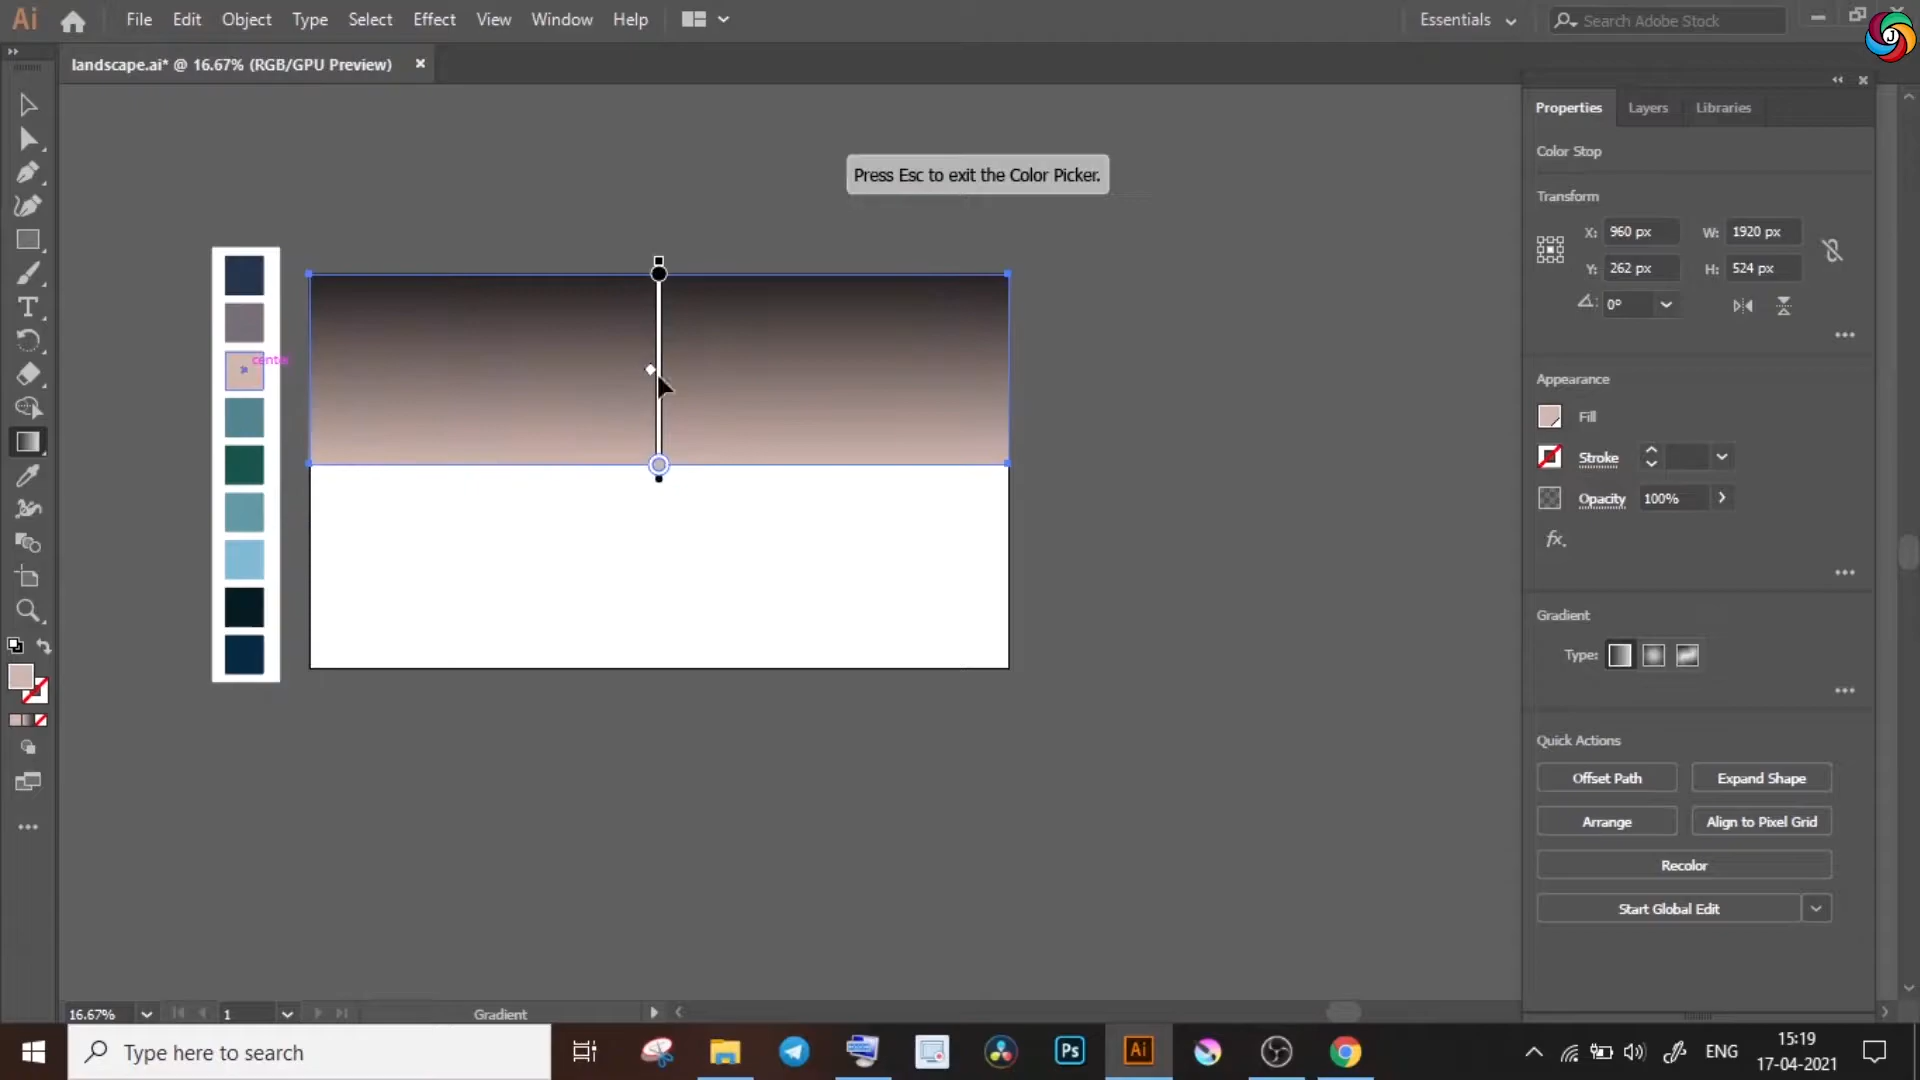 Ai File Edit Object Type Select Effect View Window Help Essentials Search Adobe Stock
J
landscape.ai* @ 16.67% (RGB/GPU Preview) ×
Properties Layers Libraries
Color Stop
Press Esc to exit the Color Picker.
Transform
X: 960 px W: 1920 px
Y: 262 px H: 524 px
0°
center
Appearance
Fill
Stroke
Opacity 100%
fx.
Gradient
Type:
Quick Actions
Offset Path Expand Shape
Arrange Align to Pixel Grid
Recolor
Start Global Edit
16.67% 1 Gradient
Type here to search
Ps Ai ENG
15:19
17-04-2021